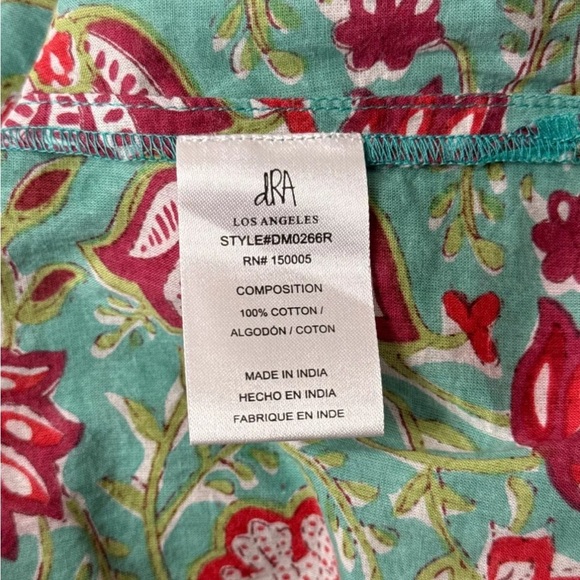 dRA
LOS ANGELES
STYLE#DM0266R
RN# 150005
COMPOSITION
100% COTTON /
ALGODÓN / COTON
MADE IN INDIA
HECHO EN INDIA
FABRIQUE EN INDE